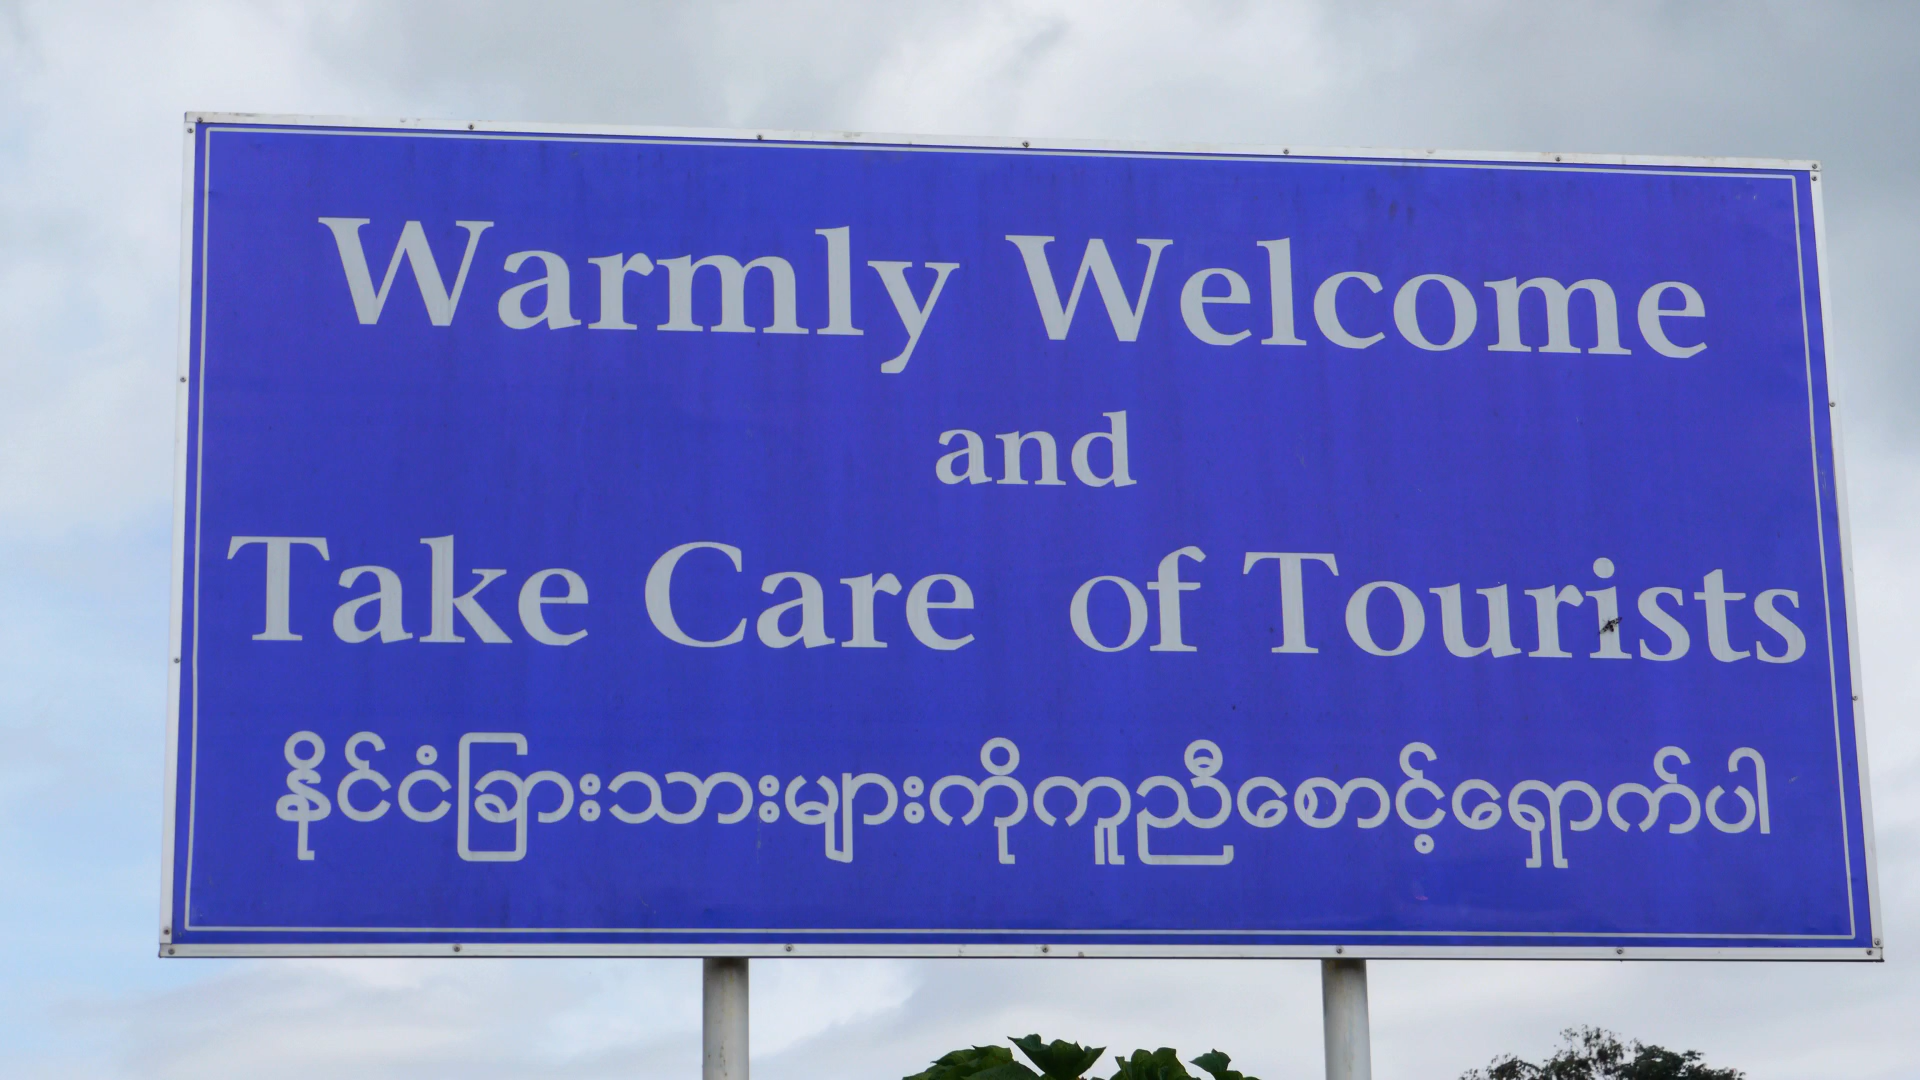 Warmly Welcome
and
Take Care of Tourists
နိုင်ငံခြားသားများကိုကူညီစောင့်ရှောက်ပါ